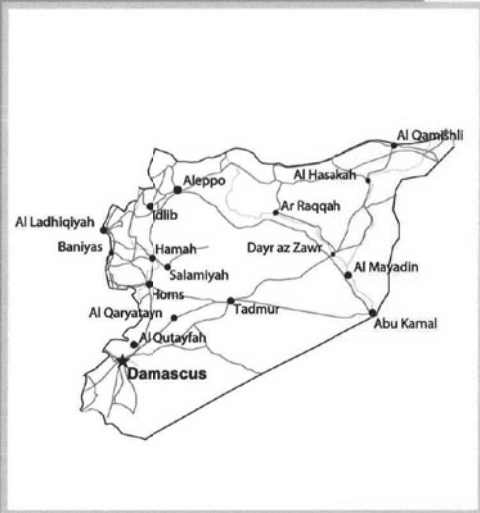 Al Qamishli
Al Hasakah
Aleppo
Ar Raqqah
Idlib
Al Ladhiqiyah
Baniyas
Hamah
Dayr az Zawr
Salamiyah
Al Mayadin
Homs
Al Qaryatayn
Tadmur
Abu Kamal
Al Qutayfah
Damascus